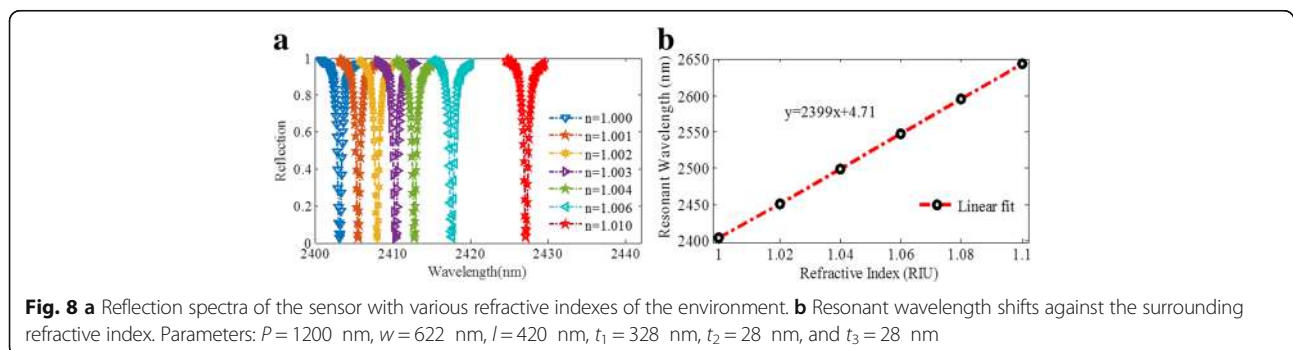 a
1
0.8
0.6
0.4
0.2
0
Reflection
n=1.000
n=1.001
n=1.002
n=1.003
n=1.004
n=1.006
n=1.010
2400 2410 2420 2430 2440
Wavelength(nm)
b
2650
2600
2550
2500
2450
2400
Resonant Wavelength (nm)
y=2399x+4.71
Linear fit
1 1.02 1.04 1.06 1.08 1.1
Refractive Index (RIU)
Fig. 8 a Reflection spectra of the sensor with various refractive indexes of the environment. b Resonant wavelength shifts against the surrounding
refractive index. Parameters: P = 1200 nm, w = 622 nm, l = 420 nm, t₁ = 328 nm, t₂ = 28 nm, and t₃ = 28 nm